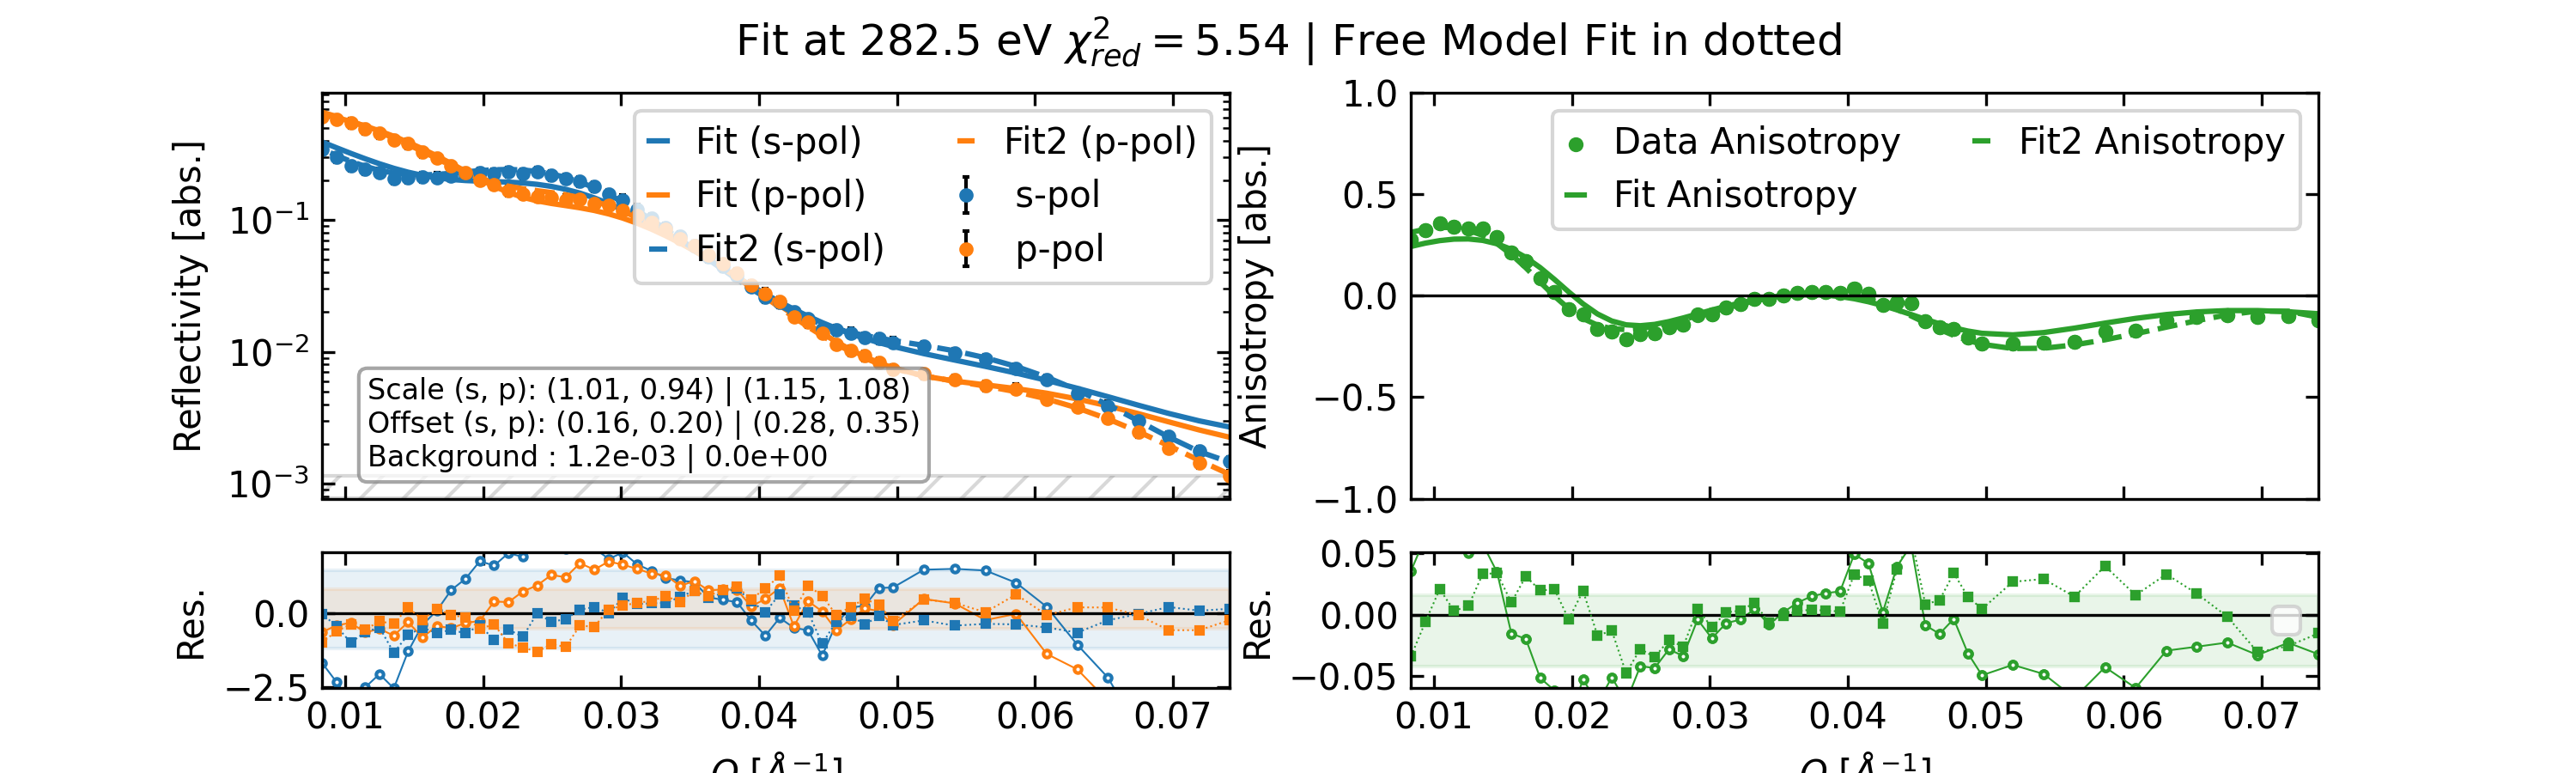 Fit at 282.5 eV χ²_red = 5.54 | Free Model Fit in dotted
Reflectivity [abs.]
10⁻¹
10⁻²
10⁻³
Fit (s-pol)
Fit (p-pol)
Fit2 (s-pol)
Fit2 (p-pol)
s-pol
p-pol
Scale (s, p): (1.01, 0.94) | (1.15, 1.08)
Offset (s, p): (0.16, 0.20) | (0.28, 0.35)
Background : 1.2e-03 | 0.0e+00
Anisotropy [abs.]
1.0
0.5
0.0
−0.5
−1.0
Data Anisotropy
Fit Anisotropy
Fit2 Anisotropy
Res.
0.0
−2.5
0.01 0.02 0.03 0.04 0.05 0.06 0.07
Q [Å⁻¹]
Res.
0.05
0.00
−0.05
0.01 0.02 0.03 0.04 0.05 0.06 0.07
Q [Å⁻¹]